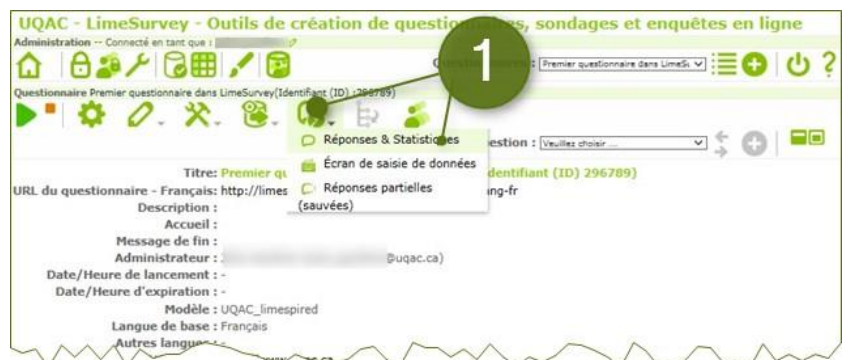 UQAC - LimeSurvey - Outils de création de questionnaires, sondages et enquêtes en ligne
Administration -- Connecté en tant que :
1
: Premier questionnaire dans LimeSu
Questionnaire Premier questionnaire dans LimeSurvey(Identifiant (ID) :296789)
Réponses & Statistiques
estion : Veuillez choisir ...
Écran de saisie de données
Réponses partielles
(sauvées)
Titre: Premier qu dentifiant (ID) 296789)
URL du questionnaire - Français: http://limes ang-fr
Description :
Accueil :
Message de fin :
Administrateur : @uqac.ca)
Date/Heure de lancement : -
Date/Heure d'expiration : -
Modèle : UQAC_limespired
Langue de base : Français
Autres langues : -